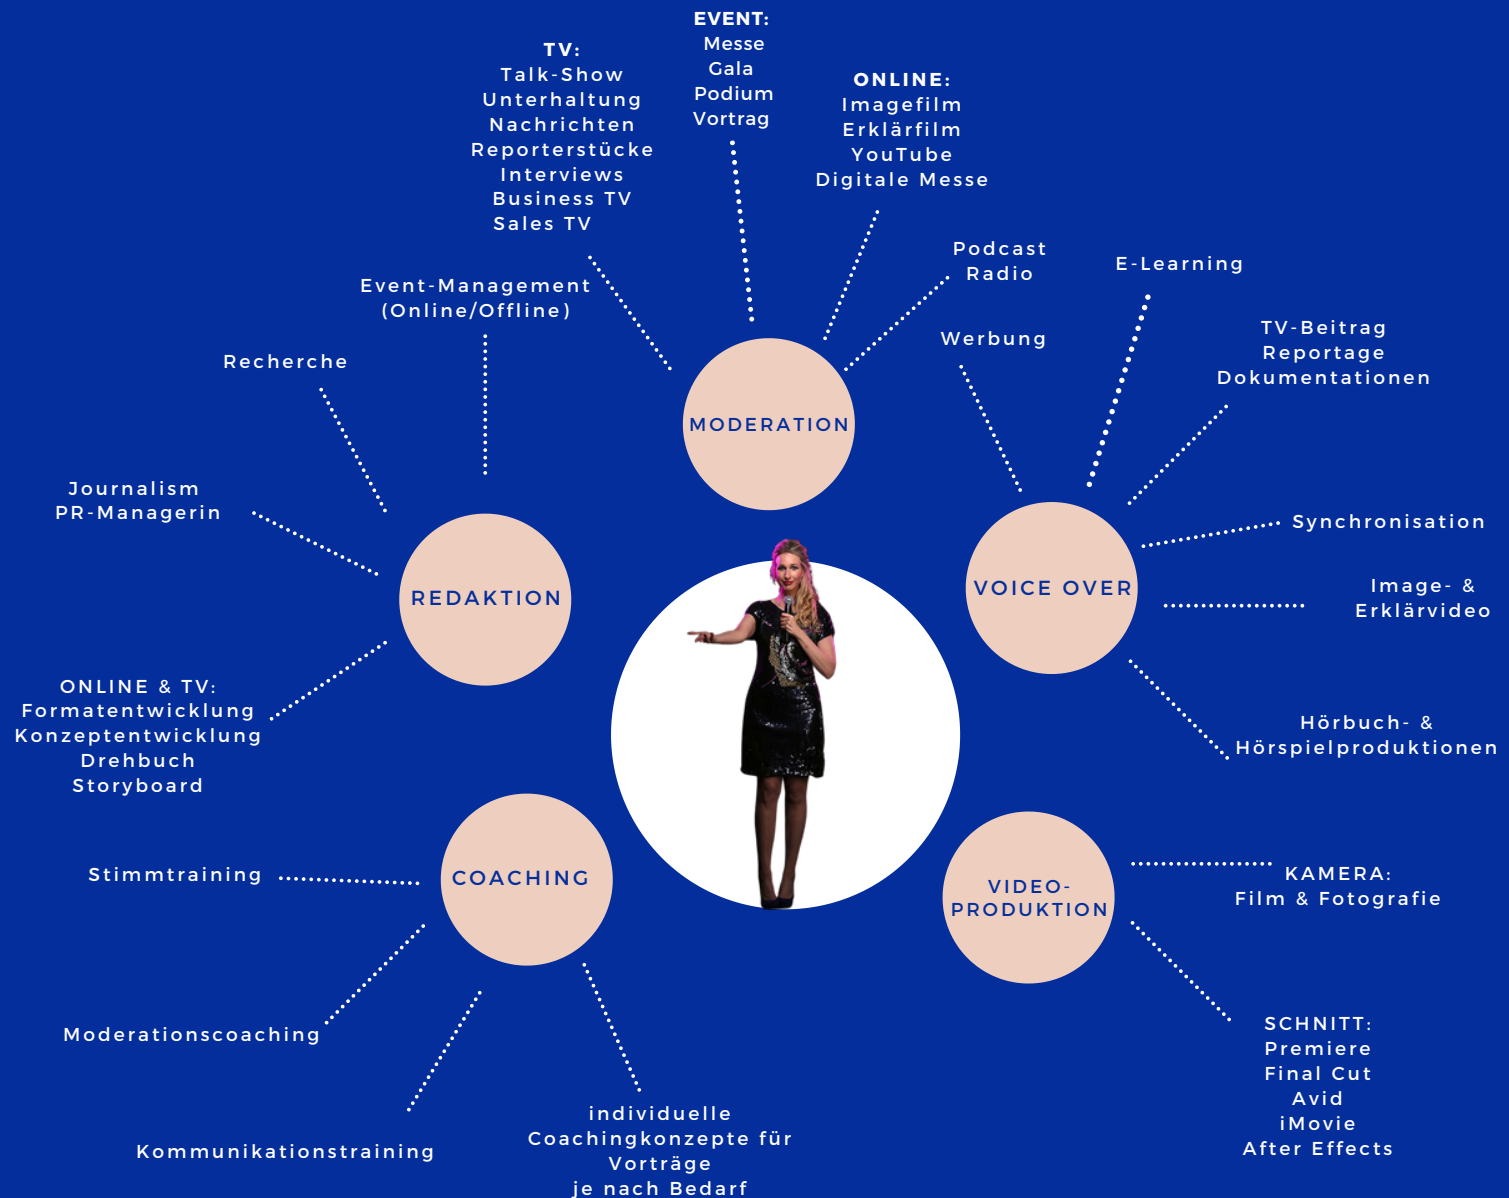 EVENT:
Messe
Gala
Podium
Vortrag
TV:
Talk-Show
Unterhaltung
Nachrichten
Reporterstücke
Interviews
Business TV
Sales TV
ONLINE:
Imagefilm
Erklärfilm
YouTube
Digitale Messe
Podcast
Radio
MODERATION
Event-Management
(Online/Offline)
Recherche
Journalism
PR-Managerin
REDAKTION
ONLINE & TV:
Formatentwicklung
Konzeptentwicklung
Drehbuch
Storyboard
Werbung
E-Learning
TV-Beitrag
Reportage
Dokumentationen
Synchronisation
VOICE OVER
Image- &
Erklärvideo
Hörbuch- &
Hörspielproduktionen
COACHING
Stimmtraining
Moderationscoaching
Kommunikationstraining
individuelle
Coachingkonzepte für
Vorträge
je nach Bedarf
VIDEO-
PRODUKTION
KAMERA:
Film & Fotografie
SCHNITT:
Premiere
Final Cut
Avid
iMovie
After Effects